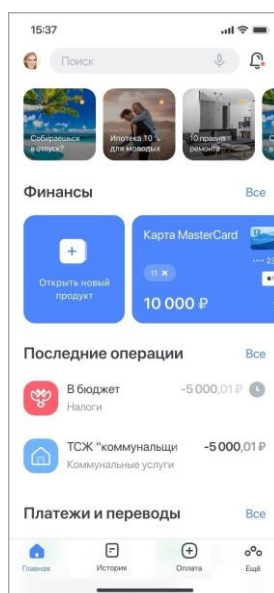 15:37
Поиск
Собираешься
в отпуск?
Ипотека 10 %
для молодых
10 правил
ремонта
Финансы
Все
Открыть новый
продукт
Карта MasterCard
•••• 23
11
10 000 ₽
Последние операции
Все
В бюджет
-5 000,01 ₽
Налоги
ТСЖ "коммунальщи
-5 000,01 ₽
Коммунальные услуги
Платежи и переводы
Все
Главная
История
Оплата
Ещё